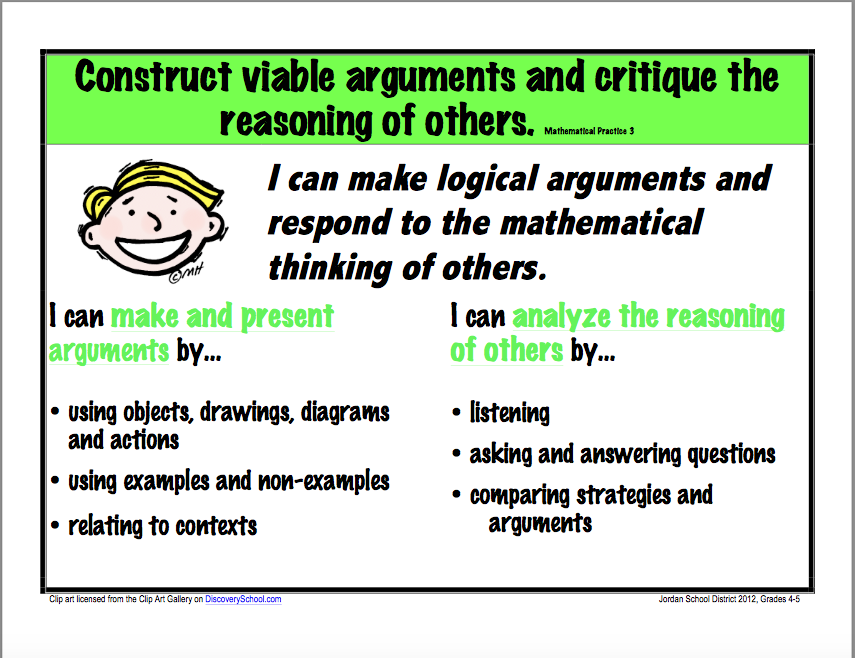 Construct viable arguments and critique the
reasoning of others. Mathematical Practice 3
I can make logical arguments and
respond to the mathematical
thinking of others.
©MH
I can make and present
arguments by...
• using objects, drawings, diagrams
and actions
• using examples and non-examples
• relating to contexts
I can analyze the reasoning
of others by...
• listening
• asking and answering questions
• comparing strategies and
arguments
Clip art licensed from the Clip Art Gallery on DiscoverySchool.com
Jordan School District 2012, Grades 4-5